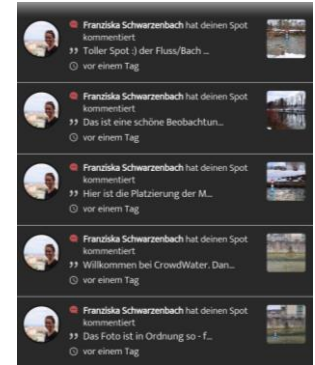 Franziska Schwarzenbach hat deinen Spot
kommentiert
Toller Spot :) der Fluss/Bach ...
vor einem Tag
Franziska Schwarzenbach hat deinen Spot
kommentiert
Das ist eine schöne Beobachtun...
vor einem Tag
Franziska Schwarzenbach hat deinen Spot
kommentiert
Hier ist die Platzierung der M...
vor einem Tag
Franziska Schwarzenbach hat deinen Spot
kommentiert
Willkommen bei CrowdWater. Dan...
vor einem Tag
Franziska Schwarzenbach hat deinen Spot
kommentiert
Das Foto ist in Ordnung so - f...
vor einem Tag